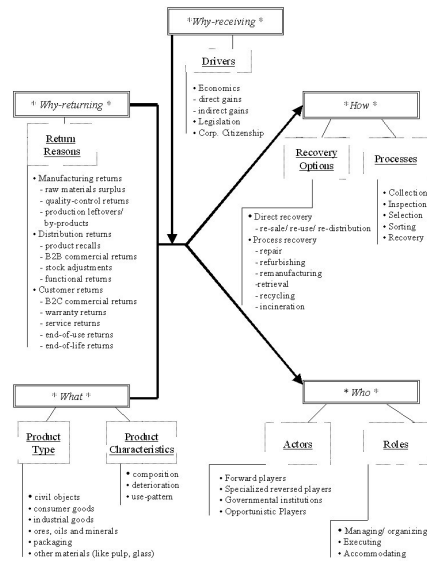 *Why-receiving *
Drivers
• Economics
- direct gains
- indirect gains
• Legislation
• Corp. Citizenship
* Why-returning *
Return
Reasons
• Manufacturing returns
- raw materials surplus
- quality-control returns
- production leftovers/
by-products
• Distribution returns
- product recalls
- B2B commercial returns
- stock adjustments
- functional returns
• Customer returns
- B2C commercial returns
- warranty returns
- service returns
- end-of-use returns
- end-of-life returns
* How *
Recovery
Options
• Direct recovery
- re-sale/ re-use/ re-distribution
• Process recovery
- repair
- refurbishing
- remanufacturing
-retrieval
- recycling
- incineration
Processes
• Collection
• Inspection
• Selection
• Sorting
• Recovery
* What *
Product
Type
• civil objects
• consumer goods
• industrial goods
• ores, oils and minerals
• packaging
• other materials (like pulp, glass)
Product
Characteristics
• composition
• deterioration
• use-pattern
* Who *
Actors
• Forward players
• Specialized reversed players
• Governmental institutions
• Opportunistic Players
Roles
• Managing/ organizing
• Executing
• Accommodating